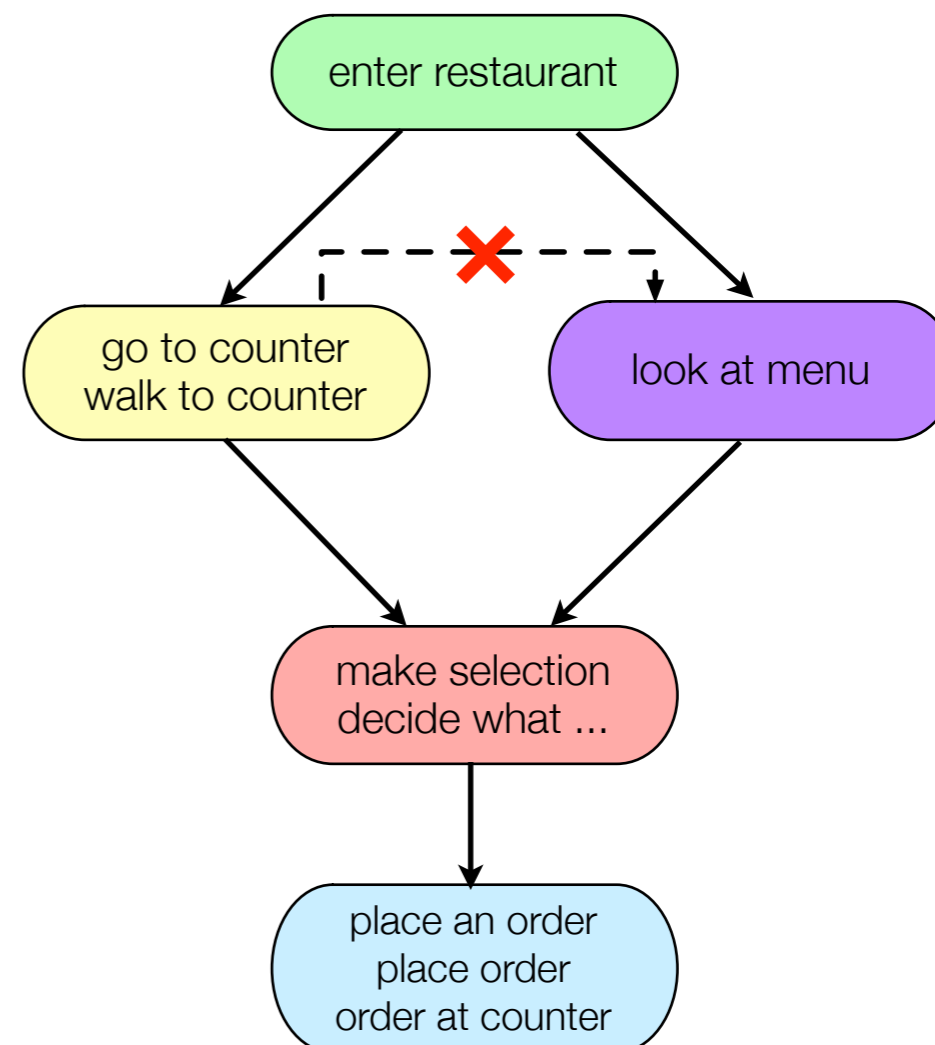 enter restaurant
go to counter
walk to counter
look at menu
make selection
decide what ...
place an order
place order
order at counter